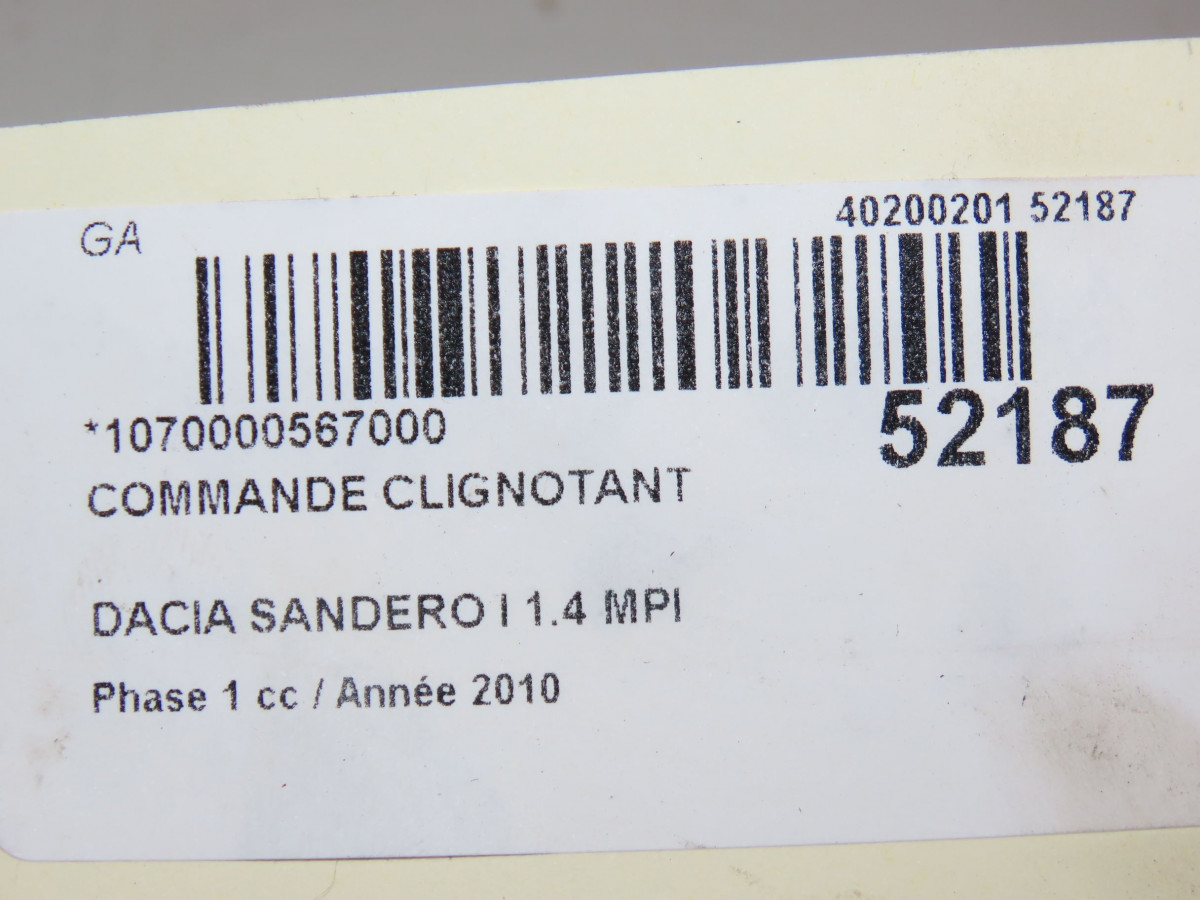 GA
40200201 52187
*1070000567000
52187
COMMANDE CLIGNOTANT
DACIA SANDERO I 1.4 MPI
Phase 1 cc / Année 2010